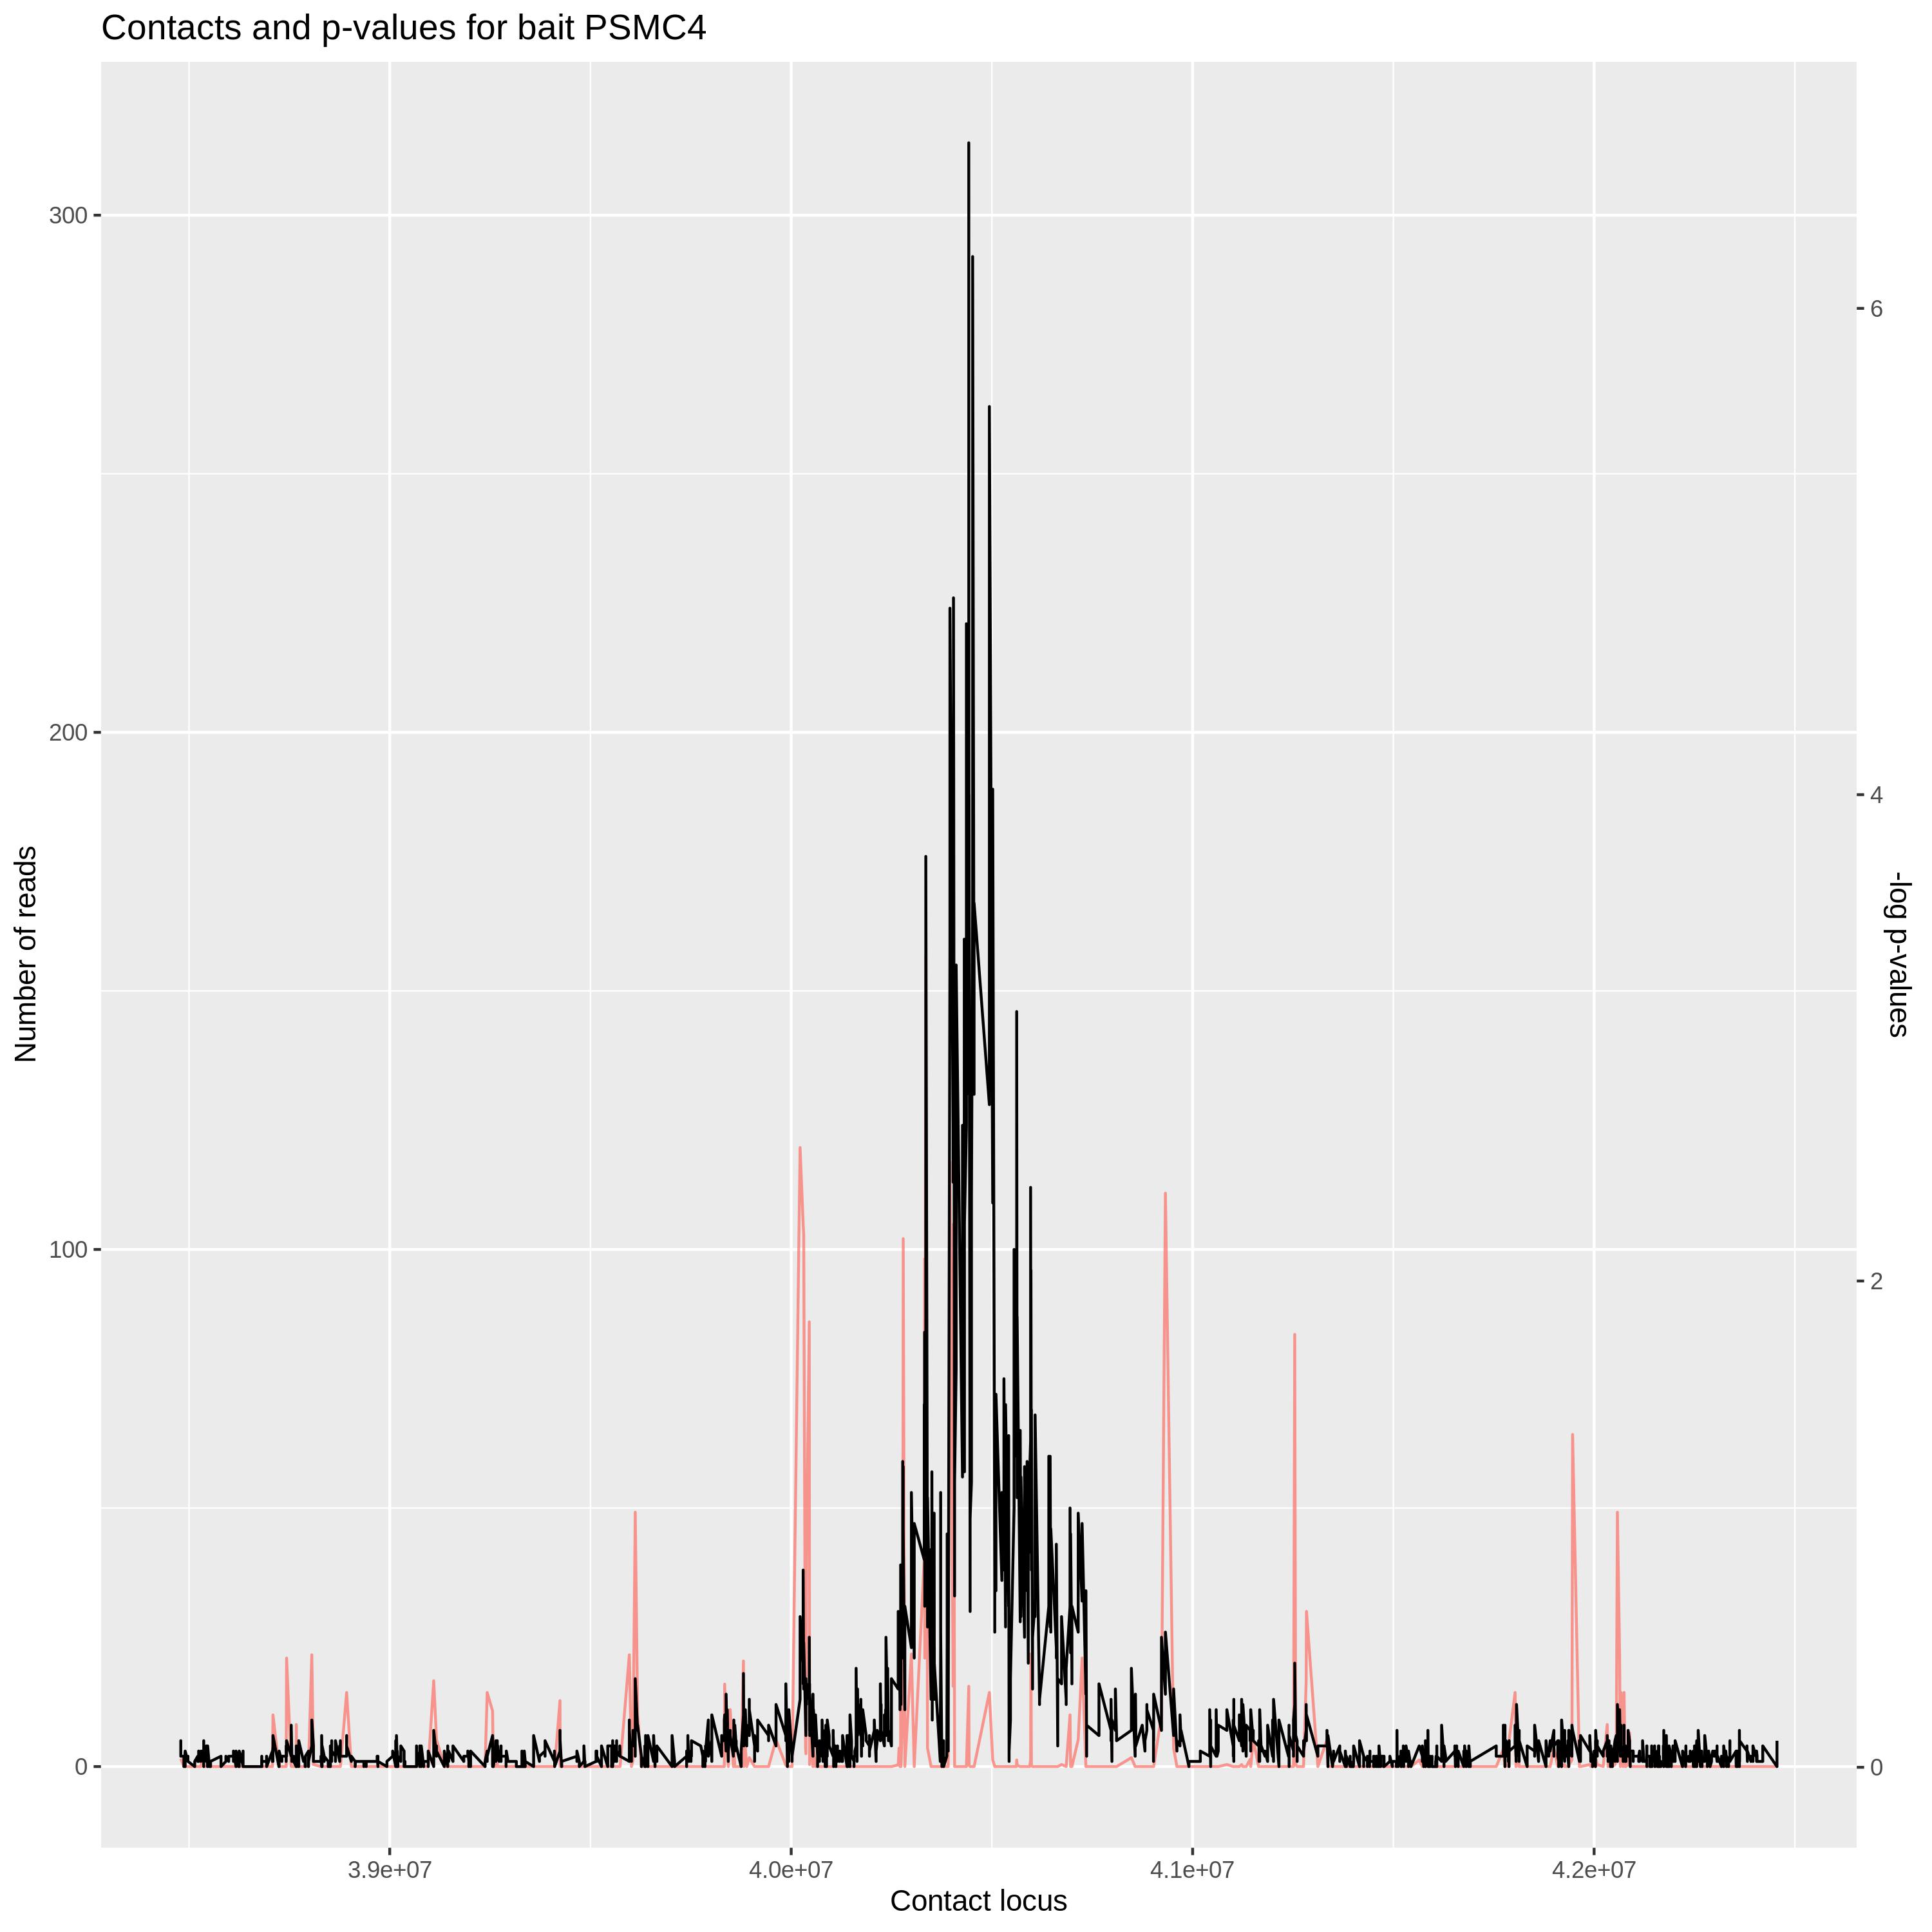 Contacts and p-values for bait PSMC4
300
200
100
0
Number of reads
6
4
2
0
-log p-values
3.9e+07
4.0e+07
4.1e+07
4.2e+07
Contact locus